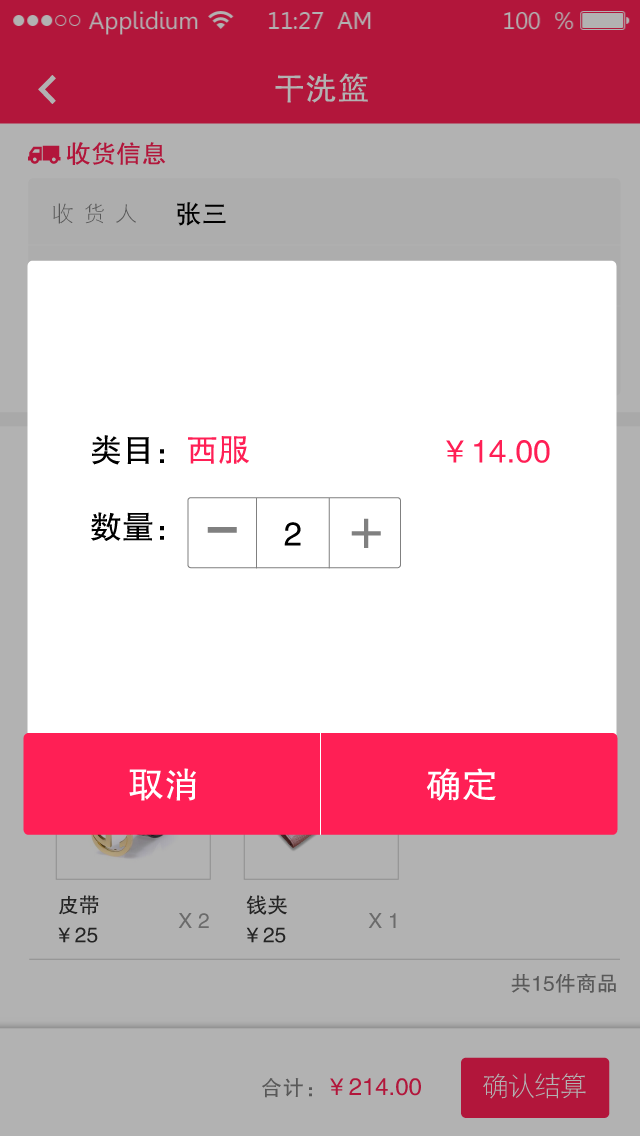 Applidium 11:27 AM 100 %
干洗篮
收货信息
收货人 张三
类目： 西服 ￥14.00
数量： 2
取消 确定
皮带 X 2 钱夹 X 1
￥25 ￥25
共15件商品
合计：￥214.00 确认结算